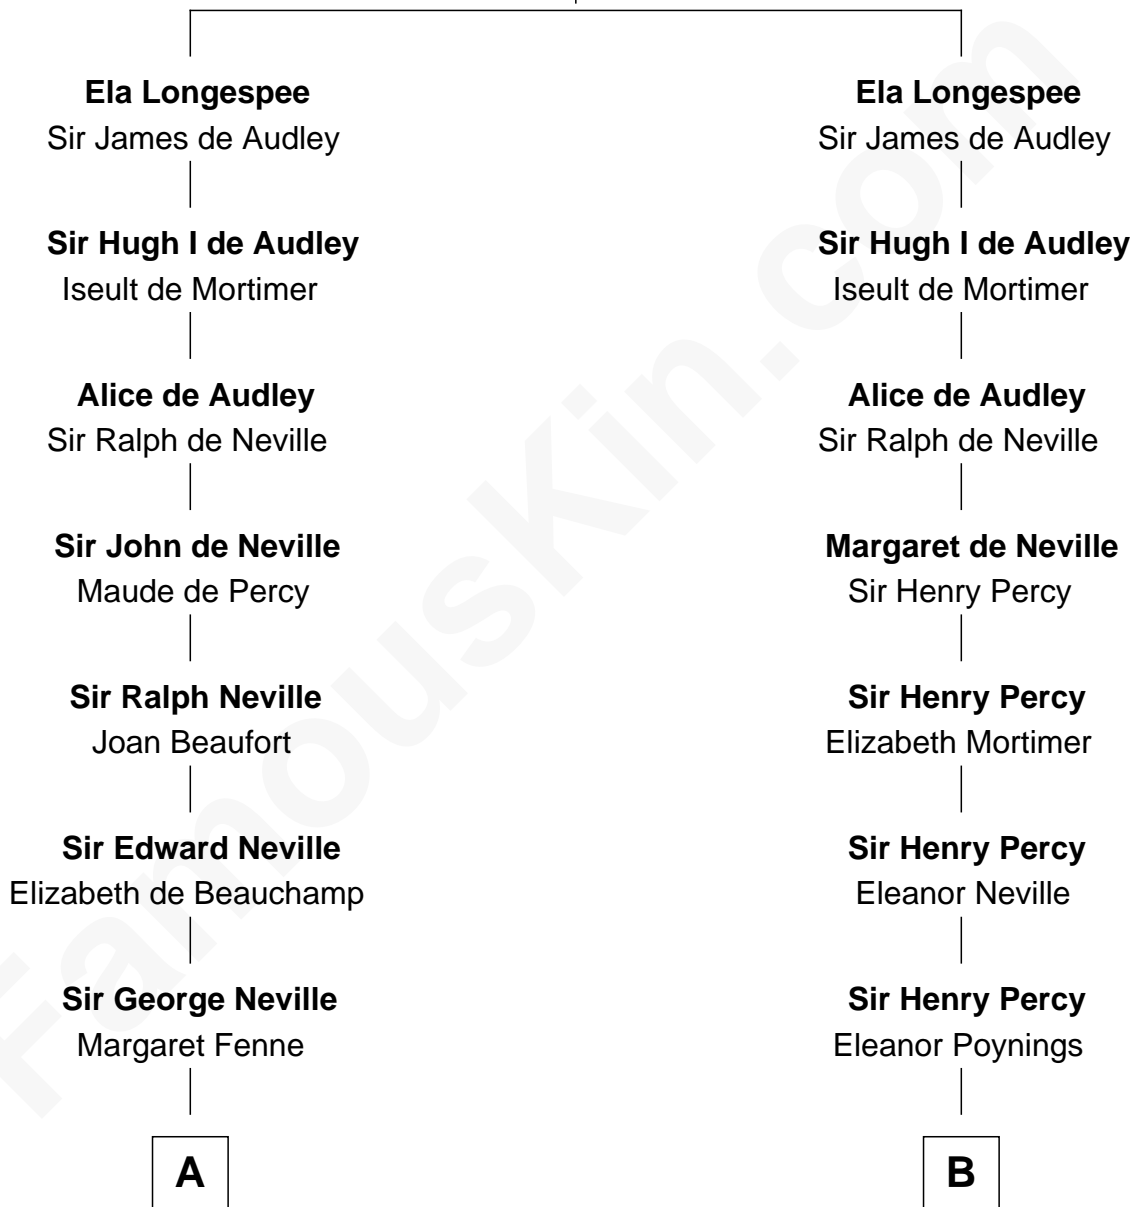 Ela Longespee
Sir James de Audley
Sir Hugh I de Audley
Iseult de Mortimer
Alice de Audley
Sir Ralph de Neville
Sir John de Neville
Maude de Percy
Sir Ralph Neville
Joan Beaufort
Sir Edward Neville
Elizabeth de Beauchamp
Sir George Neville
Margaret Fenne
A
Ela Longespee
Sir James de Audley
Sir Hugh I de Audley
Iseult de Mortimer
Alice de Audley
Sir Ralph de Neville
Margaret de Neville
Sir Henry Percy
Sir Henry Percy
Elizabeth Mortimer
Sir Henry Percy
Eleanor Neville
Sir Henry Percy
Eleanor Poynings
B
FamousKin.com